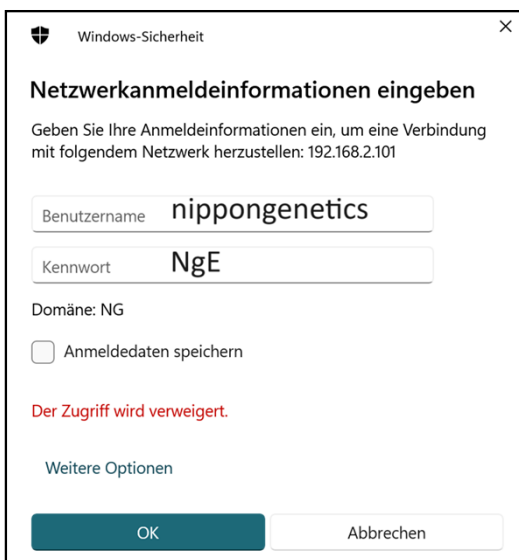 Windows-Sicherheit
Netzwerkanmeldeinformationen eingeben
Geben Sie Ihre Anmeldeinformationen ein, um eine Verbindung
mit folgendem Netzwerk herzustellen: 192.168.2.101
Benutzername nippongenetics
Kennwort NgE
Domäne: NG
Anmeldedaten speichern
Der Zugriff wird verweigert.
Weitere Optionen
OK Abbrechen